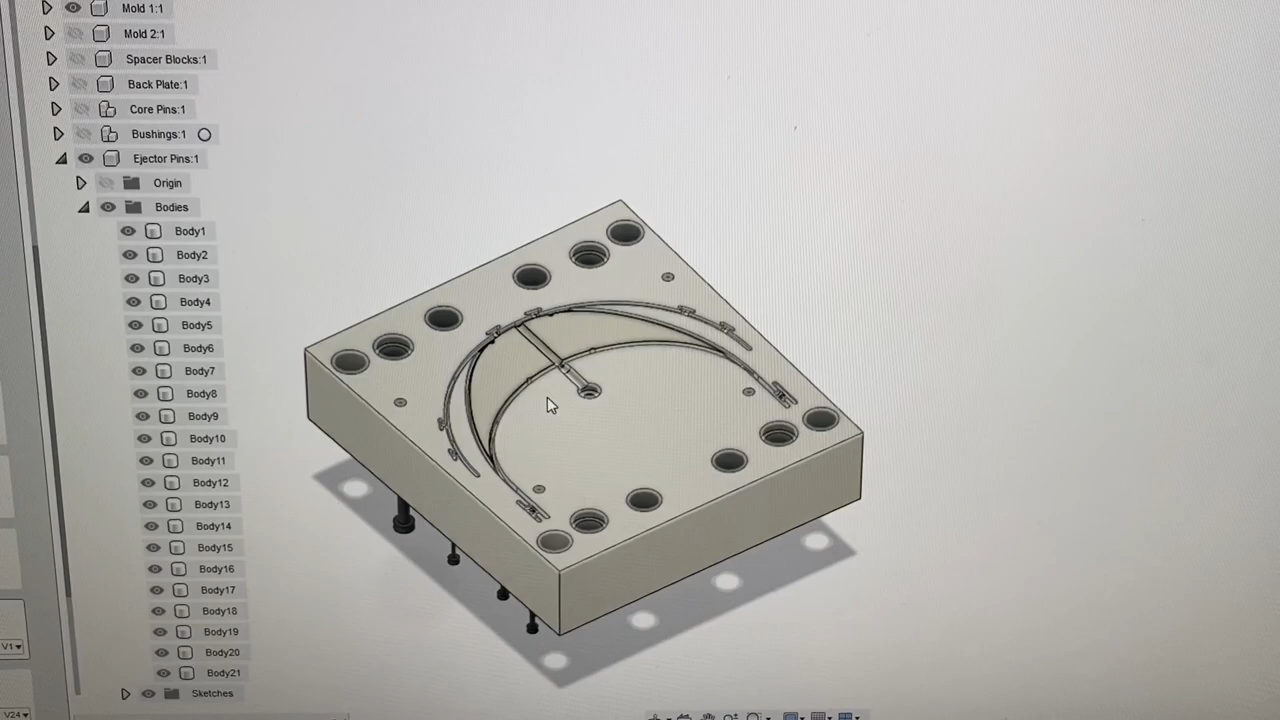 Mold 1:1
Mold 2:1
Spacer Blocks:1
Back Plate:1
Core Pins:1
Bushings:1
Ejector Pins:1
Origin
Bodies
Body1
Body2
Body3
Body4
Body5
Body6
Body7
Body8
Body9
Body10
Body11
Body12
Body13
Body14
Body15
Body16
Body17
Body18
Body19
V1
Body20
Body21
Sketches
V24